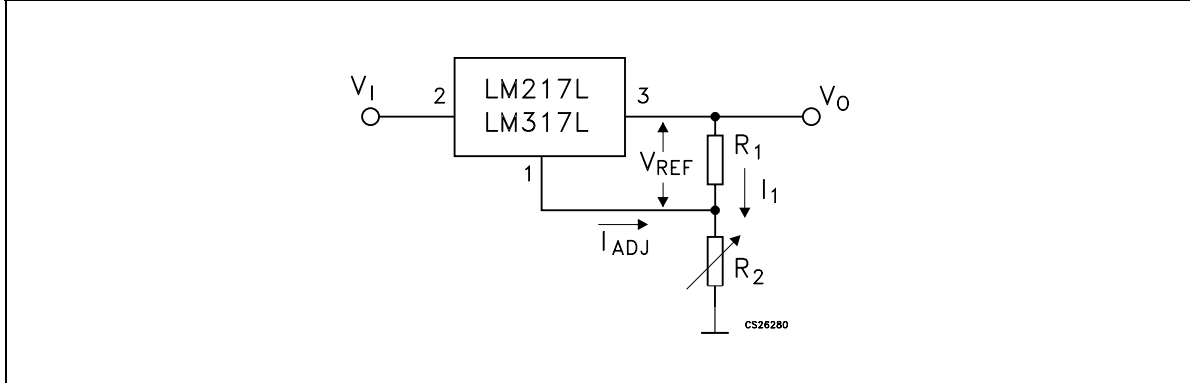 V_I
2
LM217L
LM317L
3
V_O
V_REF
R_1
1
I_1
I_ADJ
R_2
CS26280